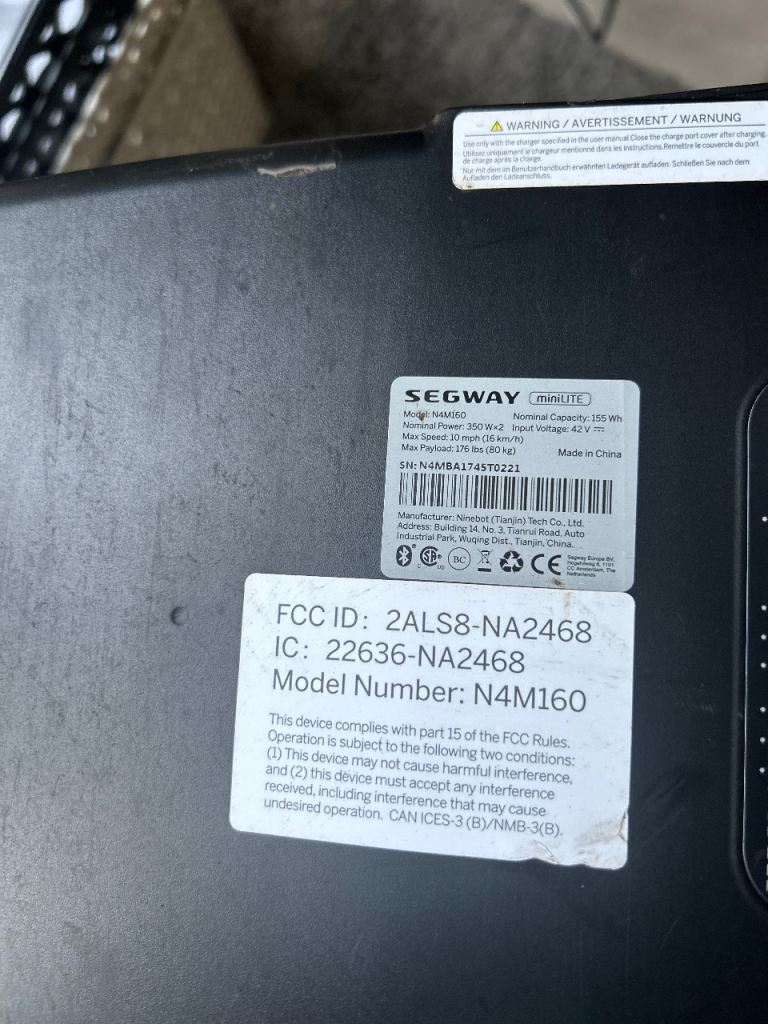 WARNING / AVERTISSEMENT / WARNUNG
Use only with the charger specified in the user manual.Close the charge port cover after charging.
Utilisez uniquement le chargeur mentionné dans les instructions.Remettre le couvercle du port
de charge après la charge.
Nur mit dem im Benutzerhandbuch erwähnten Ladegerät aufladen. Schließen Sie nach dem
Aufladen den Ladeanschluss.
SEGWAY miniLITE
Model: N4M160 Nominal Capacity: 155 Wh
Nominal Power: 350 W×2 Input Voltage: 42 V
Max Speed: 10 mph (16 km/h)
Max Payload: 176 lbs (80 kg) Made in China
SN: N4MBA1745T0221
Manufacturer: Ninebot (Tianjin) Tech Co., Ltd.
Address: Building 14, No. 3, Tianrui Road, Auto
Industrial Park, Wuqing Dist., Tianjin, China.
C US BC CE
Segway Europe BV.
Hogehilweg 8, 1101
CC Amsterdam, The
Netherlands
FCC ID: 2ALS8-NA2468
IC: 22636-NA2468
Model Number: N4M160
This device complies with part 15 of the FCC Rules.
Operation is subject to the following two conditions:
(1) This device may not cause harmful interference,
and (2) this device must accept any interference
received, including interference that may cause
undesired operation. CAN ICES-3 (B)/NMB-3(B).